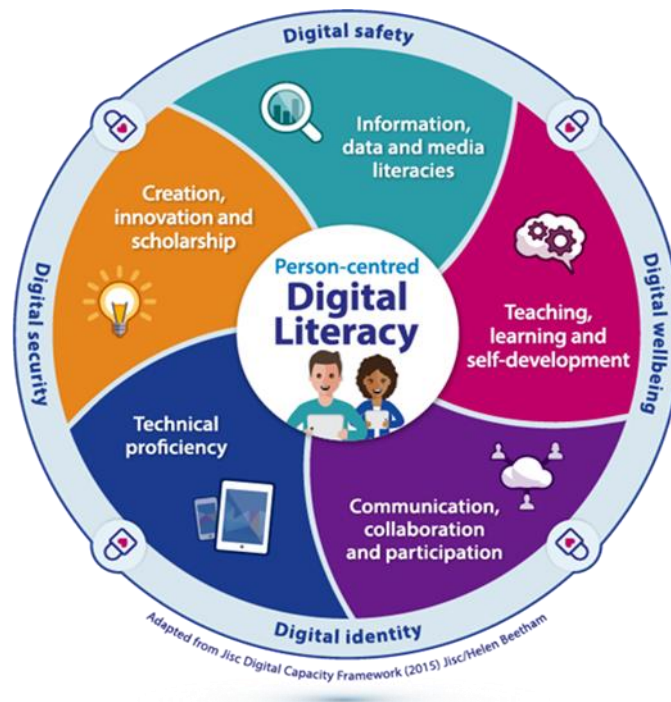 Digital safety
Information,
data and media
literacies
Creation,
innovation and
scholarship
Person-centred
Digital
Literacy
Teaching,
learning and
self-development
Digital security
Digital wellbeing
Technical
proficiency
Communication,
collaboration
and participation
Digital identity
Adapted from Jisc Digital Capacity Framework (2015) Jisc/Helen Beetham